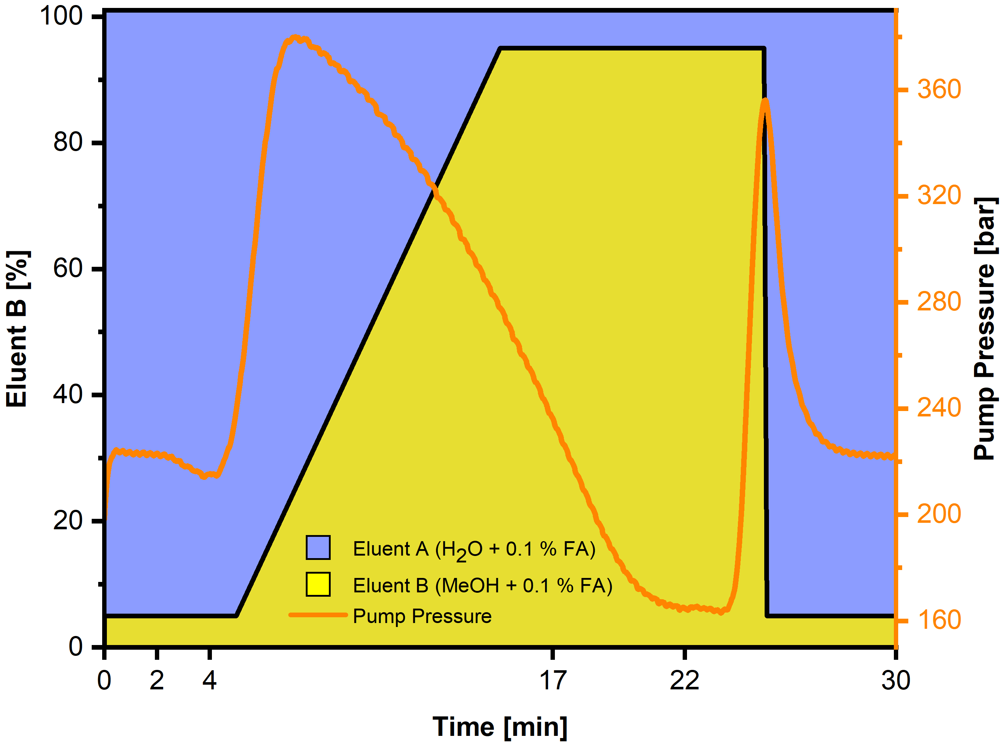 100
80
60
40
20
0
Eluent B [%]
360
320
280
240
200
160
Pump Pressure [bar]
Eluent A (H₂O + 0.1 % FA)
Eluent B (MeOH + 0.1 % FA)
Pump Pressure
0 2 4 17 22 30
Time [min]